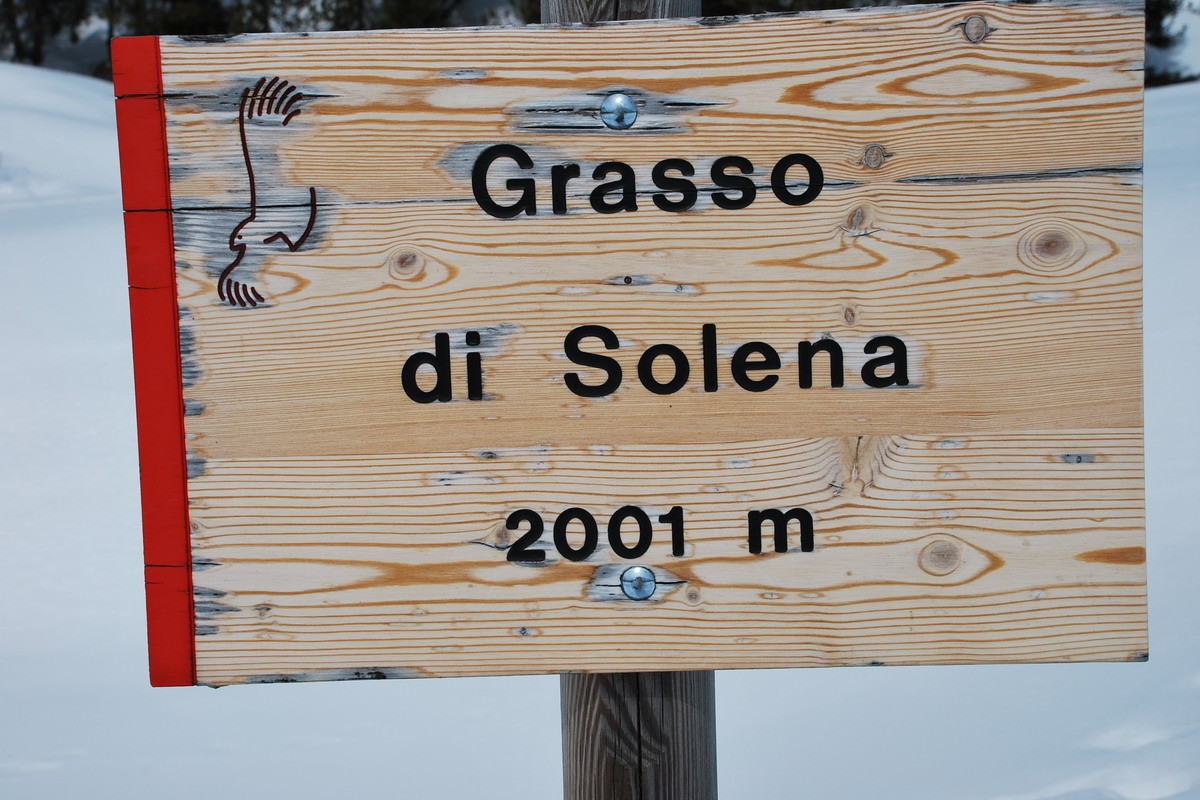 Grasso
di Solena
2001 m